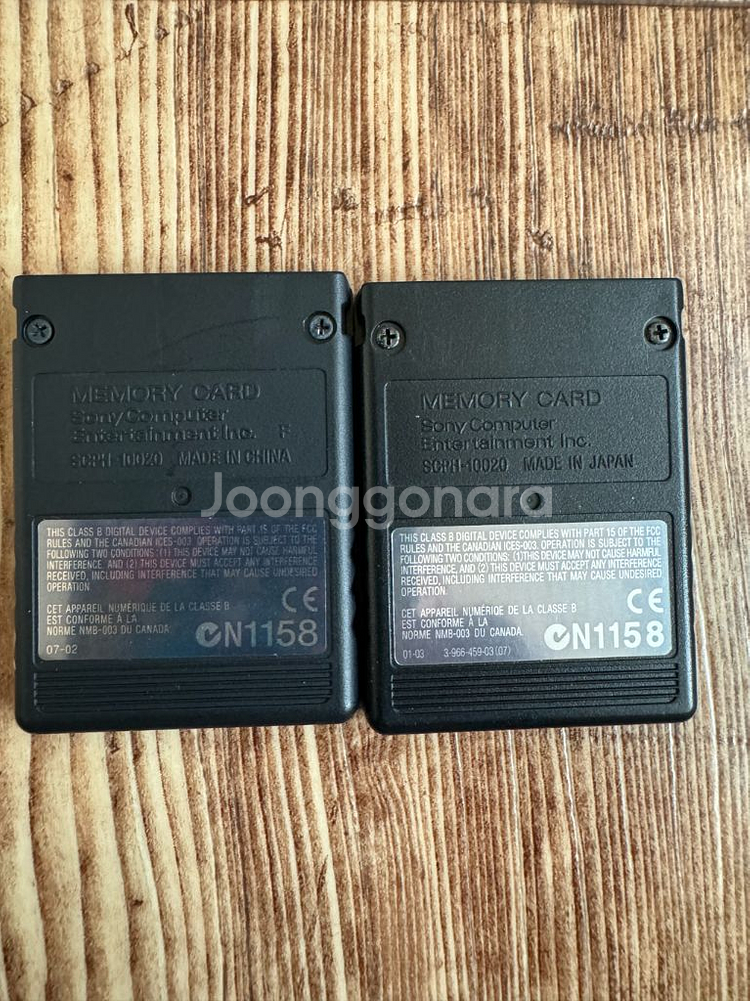 MEMORY CARD
Sony Computer
Entertainment Inc. F
SCPH-10020 MADE IN CHINA
THIS CLASS B DIGITAL DEVICE COMPLIES WITH PART 15 OF THE FCC
RULES AND THE CANADIAN ICES-003. OPERATION IS SUBJECT TO THE
FOLLOWING TWO CONDITIONS: (1) THIS DEVICE MAY NOT CAUSE HARMFUL
INTERFERENCE, AND (2) THIS DEVICE MUST ACCEPT ANY INTERFERENCE
RECEIVED, INCLUDING INTERFERENCE THAT MAY CAUSE UNDESIRED
OPERATION.
CET APPAREIL NUMÉRIQUE DE LA CLASSE B
EST CONFORME À LA
NORME NMB-003 DU CANADA.
CE
N1158
07-02
MEMORY CARD
Sony Computer
Entertainment Inc.
SCPH-10020 MADE IN JAPAN
THIS CLASS B DIGITAL DEVICE COMPLIES WITH PART 15 OF THE FCC
RULES AND THE CANADIAN ICES-003. OPERATION IS SUBJECT TO THE
FOLLOWING TWO CONDITIONS: (1)THIS DEVICE MAY NOT CAUSE HARMFUL
INTERFERENCE, AND (2) THIS DEVICE MUST ACCEPT ANY INTERFERENCE
RECEIVED, INCLUDING INTERFERENCE THAT MAY CAUSE UNDESIRED
OPERATION.
CET APPAREIL NUMÉRIQUE DE LA CLASSE B
EST CONFORME À LA
NORME NMB-003 DU CANADA.
CE
N1158
01-03 3-966-459-03 (07)
Joonggonara